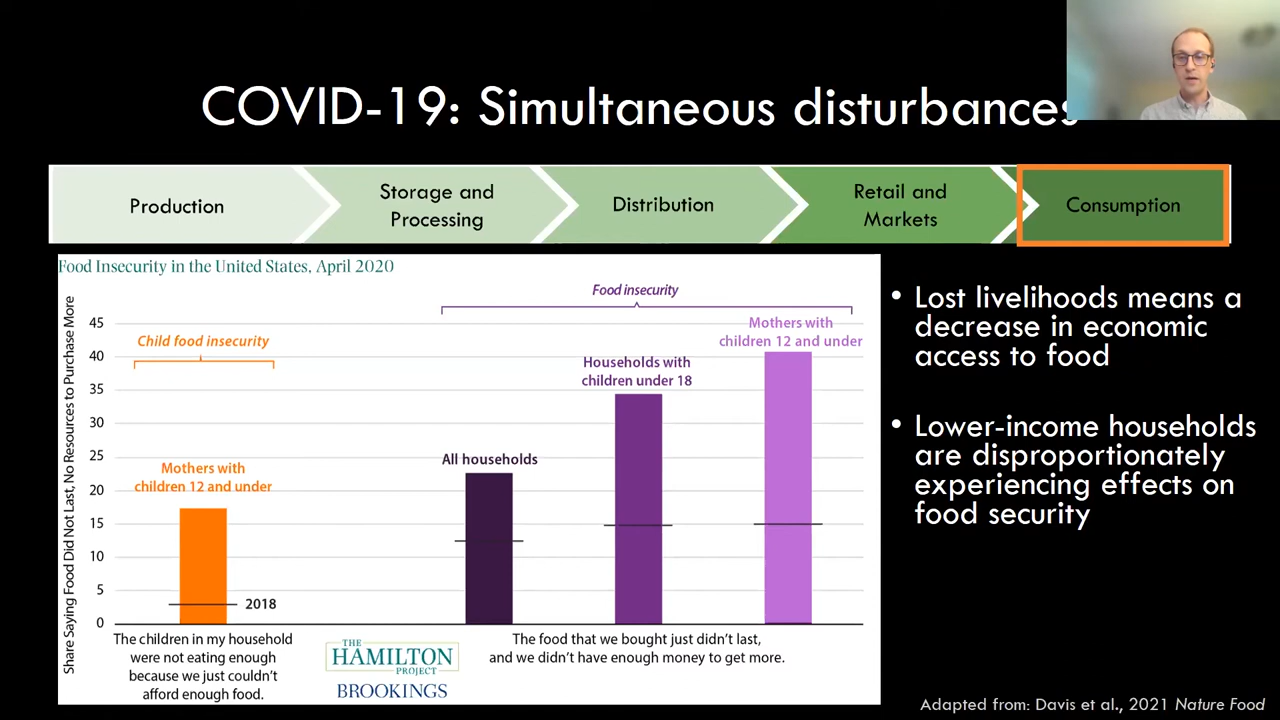 COVID-19: Simultaneous disturbances
Production
Storage and
Processing
Distribution
Retail and
Markets
Consumption
Food Insecurity in the United States, April 2020
Share Saying Food Did Not Last, No Resources to Purchase More
45
40
35
30
25
20
15
10
5
0
Child food insecurity
Mothers with
children 12 and under
2018
Food insecurity
All households
Households with
children under 18
Mothers with
children 12 and under
The children in my household
were not eating enough
because we just couldn't
afford enough food.
THE
HAMILTON
PROJECT
BROOKINGS
The food that we bought just didn't last,
and we didn't have enough money to get more.
• Lost livelihoods means a
decrease in economic
access to food
• Lower-income households
are disproportionately
experiencing effects on
food security
Adapted from: Davis et al., 2021 Nature Food